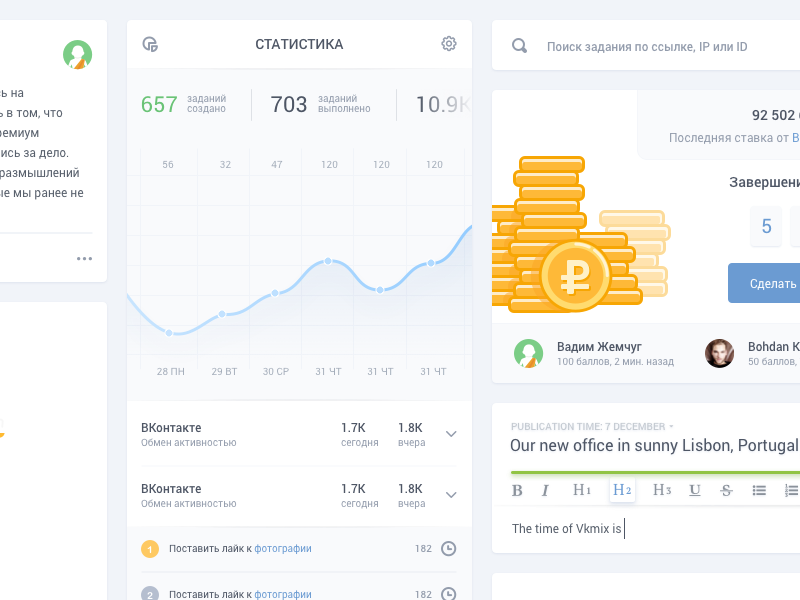 на
в том, что
ись за дело.
размышлений
мы ранее не
СТАТИСТИКА
657 заданий
создано
703 заданий
выполнено
10.9K
56 32 47 120 120 120
28 ПН 29 ВТ 30 СР 31 ЧТ 31 ЧТ 31 ЧТ
ВКонтакте 1.7K 1.8K
Обмен активностью сегодня вчера
ВКонтакте 1.7K 1.8K
Обмен активностью сегодня вчера
1 Поставить лайк к фотографии 182
2 Поставить лайк к фотографии 182
Поиск задания по ссылке, IP или ID
92 502
Последняя ставка от В
Завершени
5
₽
Сделать
Вадим Жемчуг
100 баллов, 2 мин. назад
Bohdan K
50 баллов,
PUBLICATION TIME: 7 DECEMBER
Our new office in sunny Lisbon, Portugal
B I H1 H2 H3 U S
The time of Vkmix is